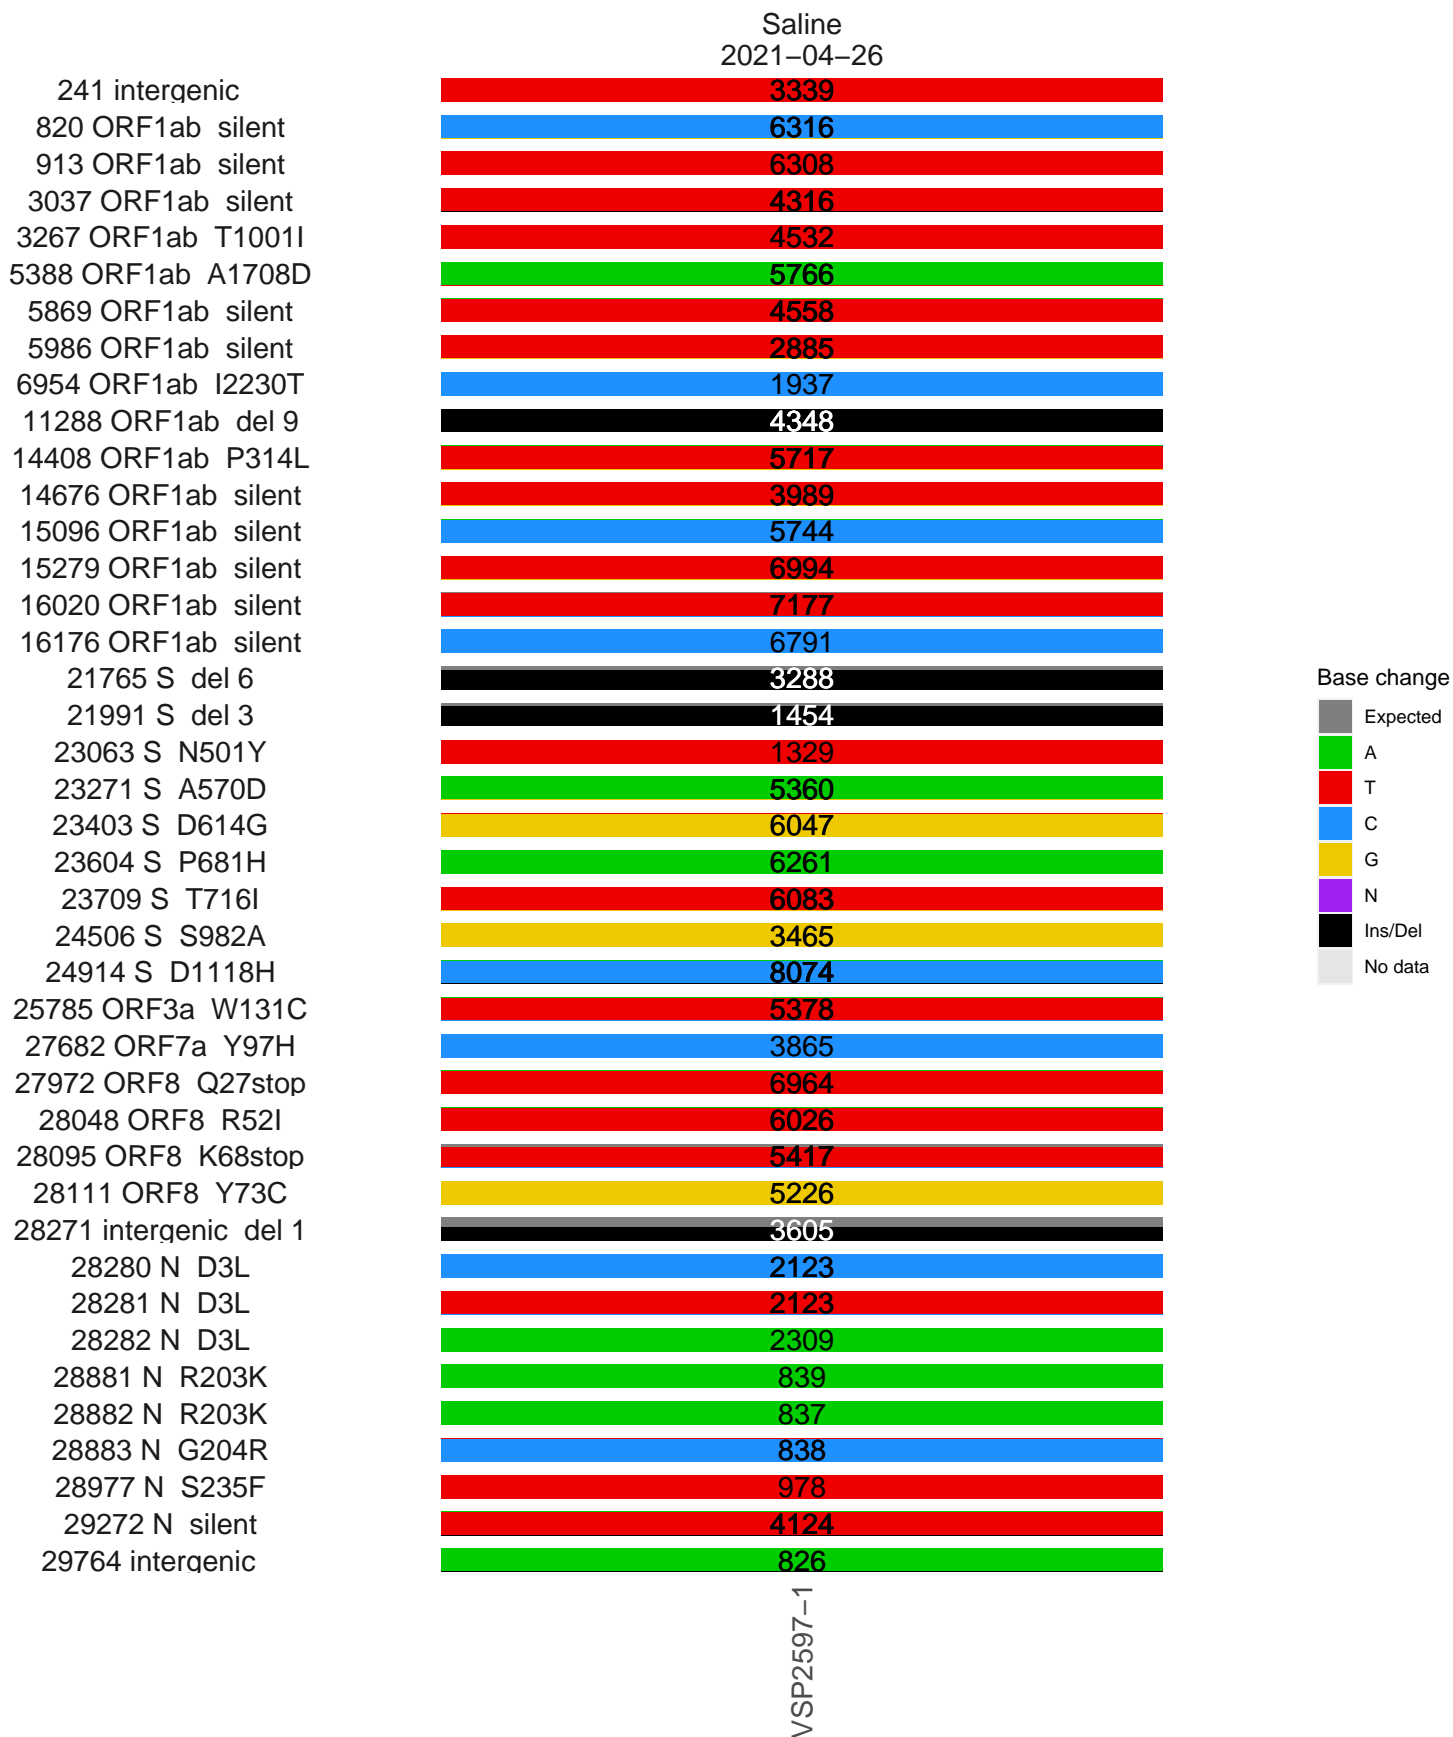 Saline
2021−04−26
241 intergenic 3339
820 ORF1ab silent 6316
913 ORF1ab silent 6308
3037 ORF1ab silent 4316
3267 ORF1ab T1001I 4532
5388 ORF1ab A1708D 5766
5869 ORF1ab silent 4558
5986 ORF1ab silent 2885
6954 ORF1ab I2230T 1937
11288 ORF1ab del 9 4348
14408 ORF1ab P314L 5717
14676 ORF1ab silent 3989
15096 ORF1ab silent 5744
15279 ORF1ab silent 6994
16020 ORF1ab silent 7177
16176 ORF1ab silent 6791
21765 S del 6 3288
21991 S del 3 1454
23063 S N501Y 1329
23271 S A570D 5360
23403 S D614G 6047
23604 S P681H 6261
23709 S T716I 6083
24506 S S982A 3465
24914 S D1118H 8074
25785 ORF3a W131C 5378
27682 ORF7a Y97H 3865
27972 ORF8 Q27stop 6964
28048 ORF8 R52I 6026
28095 ORF8 K68stop 5417
28111 ORF8 Y73C 5226
28271 intergenic del 1 3605
28280 N D3L 2123
28281 N D3L 2123
28282 N D3L 2309
28881 N R203K 839
28882 N R203K 837
28883 N G204R 838
28977 N S235F 978
29272 N silent 4124
29764 intergenic 826
VSP2597−1
Base change
Expected
A
T
C
G
N
Ins/Del
No data